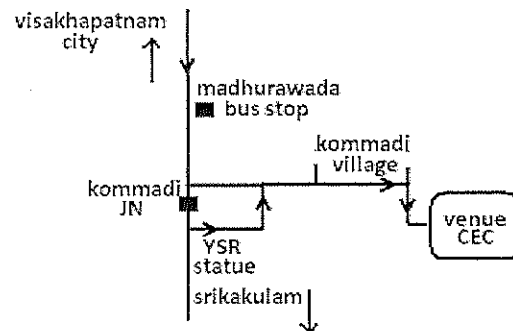 visakhapatnam
city
madhurawada
bus stop
kommadi
village
kommadi
JN
venue
CEC
YSR
statue
srikakulam